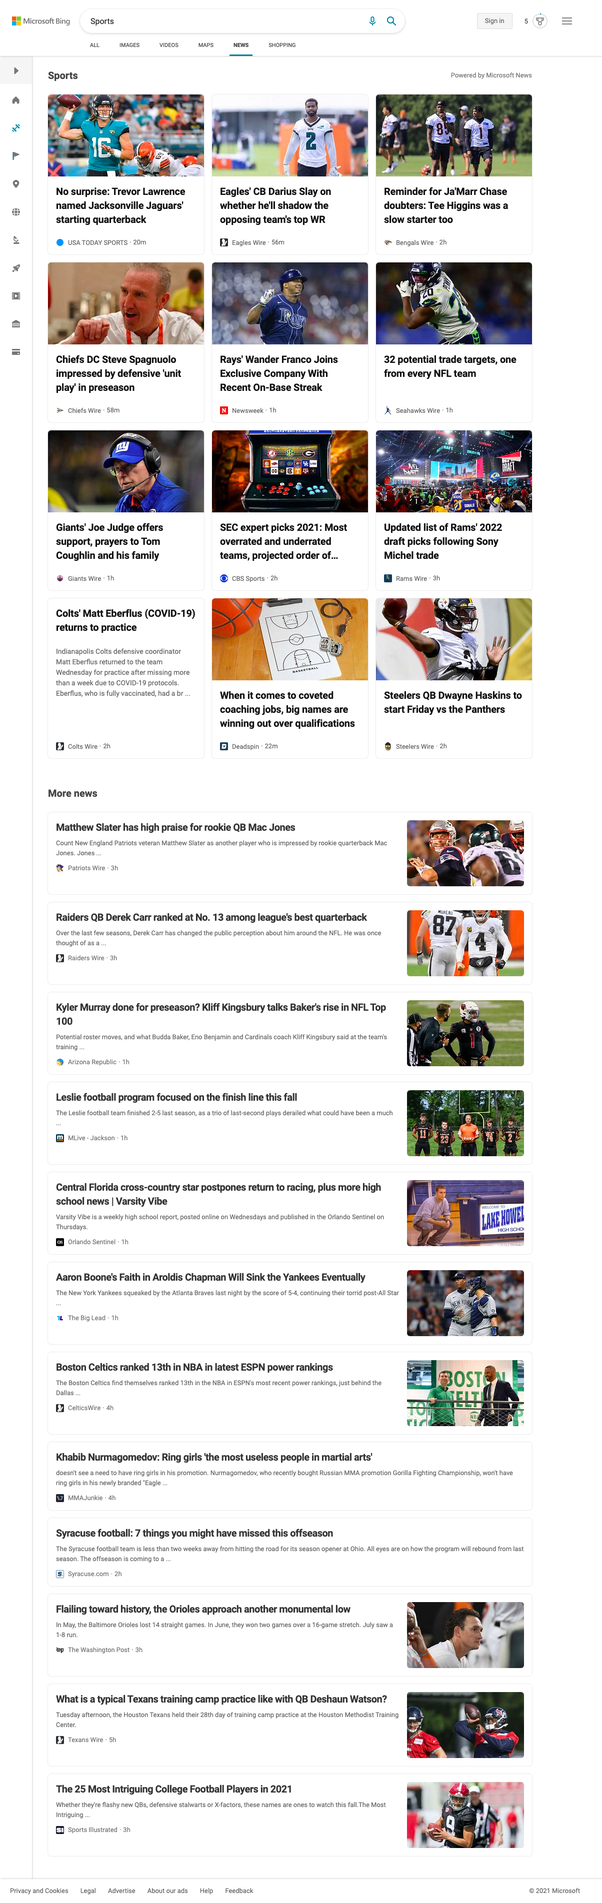 Microsoft Bing
Sports
Sign in
5
ALL IMAGES VIDEOS MAPS NEWS SHOPPING
Sports
Powered by Microsoft News
No surprise: Trevor Lawrence
named Jacksonville Jaguars'
starting quarterback
USA TODAY SPORTS · 20m
Eagles' CB Darius Slay on
whether he'll shadow the
opposing team's top WR
Eagles Wire · 56m
Reminder for Ja'Marr Chase
doubters: Tee Higgins was a
slow starter too
Bengals Wire · 2h
Chiefs DC Steve Spagnuolo
impressed by defensive 'unit
play' in preseason
Chiefs Wire · 58m
Rays' Wander Franco Joins
Exclusive Company With
Recent On-Base Streak
Newsweek · 1h
32 potential trade targets, one
from every NFL team
Seahawks Wire · 1h
Giants' Joe Judge offers
support, prayers to Tom
Coughlin and his family
Giants Wire · 1h
SEC expert picks 2021: Most
overrated and underrated
teams, projected order of...
CBS Sports · 2h
Updated list of Rams' 2022
draft picks following Sony
Michel trade
Rams Wire · 3h
Colts' Matt Eberflus (COVID-19)
returns to practice
Indianapolis Colts defensive coordinator
Matt Eberflus returned to the team
Wednesday for practice after missing more
than a week due to COVID-19 protocols.
Eberflus, who is fully vaccinated, had a br ...
Colts Wire · 2h
When it comes to coveted
coaching jobs, big names are
winning out over qualifications
Deadspin · 22m
Steelers QB Dwayne Haskins to
start Friday vs the Panthers
Steelers Wire · 2h
More news
Matthew Slater has high praise for rookie QB Mac Jones
Count New England Patriots veteran Matthew Slater as another player who is impressed by rookie quarterback Mac
Jones. Jones ...
Patriots Wire · 3h
Raiders QB Derek Carr ranked at No. 13 among league's best quarterback
Over the last few seasons, Derek Carr has changed the public perception about him around the NFL. He was once
thought of as a ...
Raiders Wire · 3h
87
4
Kyler Murray done for preseason? Kliff Kingsbury talks Baker's rise in NFL Top
100
Potential roster moves, and what Budda Baker, Eno Benjamin and Cardinals coach Kliff Kingsbury said at the team's
training ...
Arizona Republic · 1h
Leslie football program focused on the finish line this fall
The Leslie football team finished 2-5 last season, as a trio of last-second plays derailed what could have been a much
...
MLive - Jackson · 1h
Central Florida cross-country star postpones return to racing, plus more high
school news | Varsity Vibe
Varsity Vibe is a weekly high school report, posted online on Wednesdays and published in the Orlando Sentinel on
Thursdays.
Orlando Sentinel · 1h
LAKE HOWEL
HIGH SCHO
Aaron Boone's Faith in Aroldis Chapman Will Sink the Yankees Eventually
The New York Yankees squeaked by the Atlanta Braves last night by the score of 5-4, continuing their torrid post-All Star
...
The Big Lead · 1h
Boston Celtics ranked 13th in NBA in latest ESPN power rankings
The Boston Celtics find themselves ranked 13th in the NBA in ESPN's most recent power rankings, just behind the
Dallas ...
CelticsWire · 4h
Khabib Nurmagomedov: Ring girls 'the most useless people in martial arts'
doesn't see a need to have ring girls in his promotion. Nurmagomedov, who recently bought Russian MMA promotion Gorilla Fighting Championship, won't have
ring girls in his newly branded "Eagle ...
MMAJunkie · 4h
Syracuse football: 7 things you might have missed this offseason
The Syracuse football team is less than two weeks away from hitting the road for its season opener at Ohio. All eyes are on how the program will rebound from last
season. The offseason is coming to a ...
Syracuse.com · 2h
Flailing toward history, the Orioles approach another monumental low
In May, the Baltimore Orioles lost 14 straight games. In June, they won two games over a 16-game stretch. July saw a
1-8 run.
The Washington Post · 3h
What is a typical Texans training camp practice like with QB Deshaun Watson?
Tuesday afternoon, the Houston Texans held their 28th day of training camp practice at the Houston Methodist Training
Center.
Texans Wire · 5h
The 25 Most Intriguing College Football Players in 2021
Whether they're flashy new QBs, defensive stalwarts or X-factors, these names are ones to watch this fall.The Most
Intriguing ...
Sports Illustrated · 3h
Privacy and Cookies Legal Advertise About our ads Help Feedback
© 2021 Microsoft